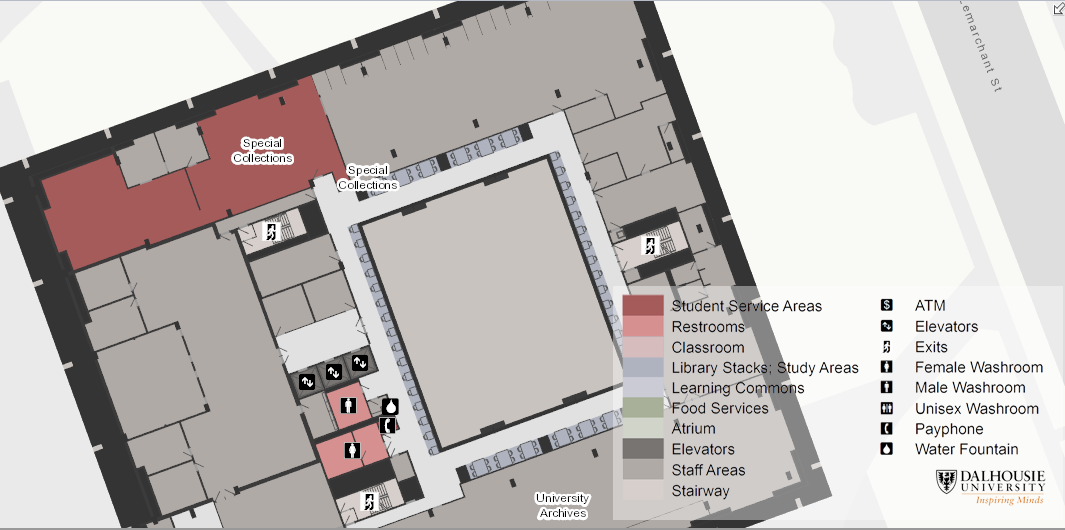 emarchant St
Special
Collections
Special
Collections
University
Archives
Student Service Areas
Restrooms
Classroom
Library Stacks; Study Areas
Learning Commons
Food Services
Atrium
Elevators
Staff Areas
Stairway
$
ATM
Elevators
Exits
Female Washroom
Male Washroom
Unisex Washroom
Payphone
Water Fountain
DALHOUSIE
UNIVERSITY
Inspiring Minds